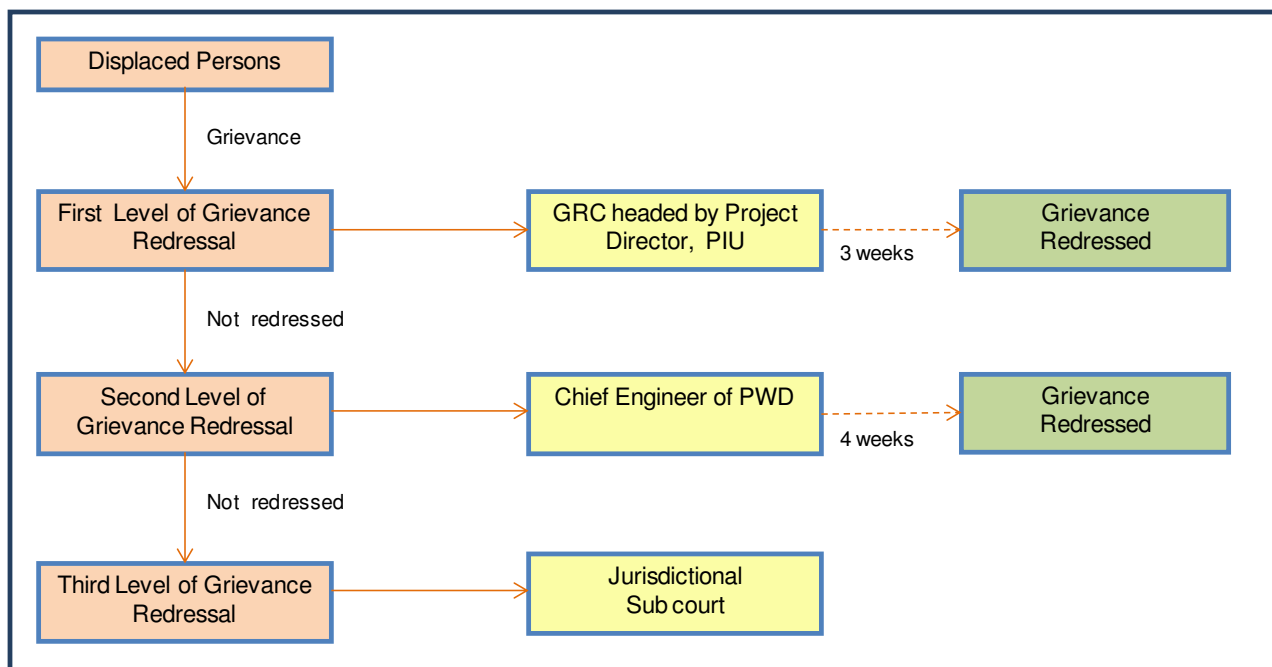 Displaced Persons
Grievance
First Level of Grievance
Redressal
GRC headed by Project
Director, PIU
3 weeks
Grievance
Redressed
Not redressed
Second Level of
Grievance Redressal
Chief Engineer of PWD
4 weeks
Grievance
Redressed
Not redressed
Third Level of Grievance
Redressal
Jurisdictional
Sub court